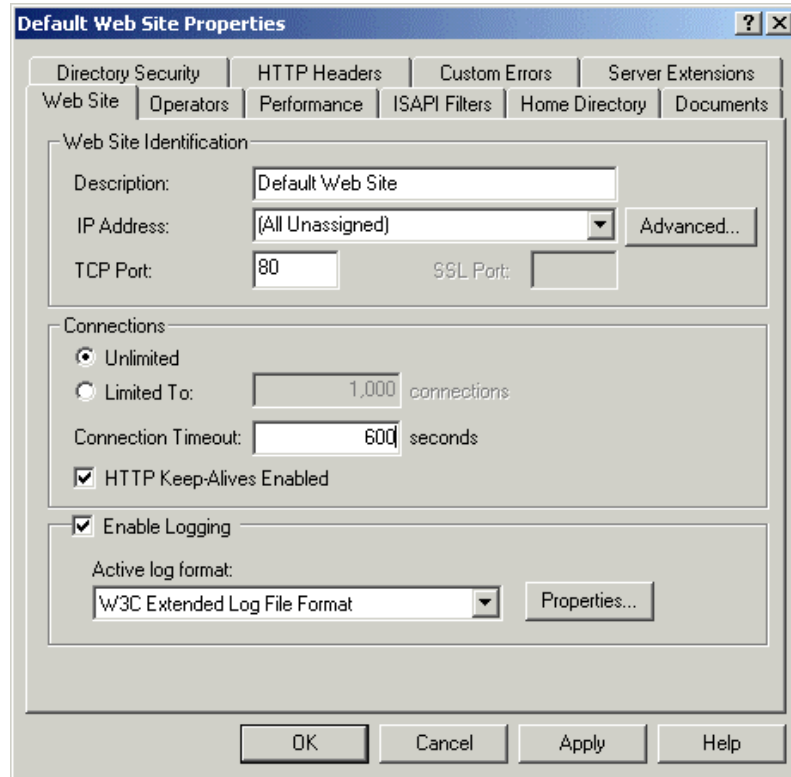 Default Web Site Properties
Directory Security HTTP Headers Custom Errors Server Extensions
Web Site Operators Performance ISAPI Filters Home Directory Documents
Web Site Identification
Description: Default Web Site
IP Address: (All Unassigned) Advanced...
TCP Port: 80 SSL Port:
Connections
Unlimited
Limited To: 1,000 connections
Connection Timeout: 600 seconds
HTTP Keep-Alives Enabled
Enable Logging
Active log format:
W3C Extended Log File Format Properties...
OK Cancel Apply Help